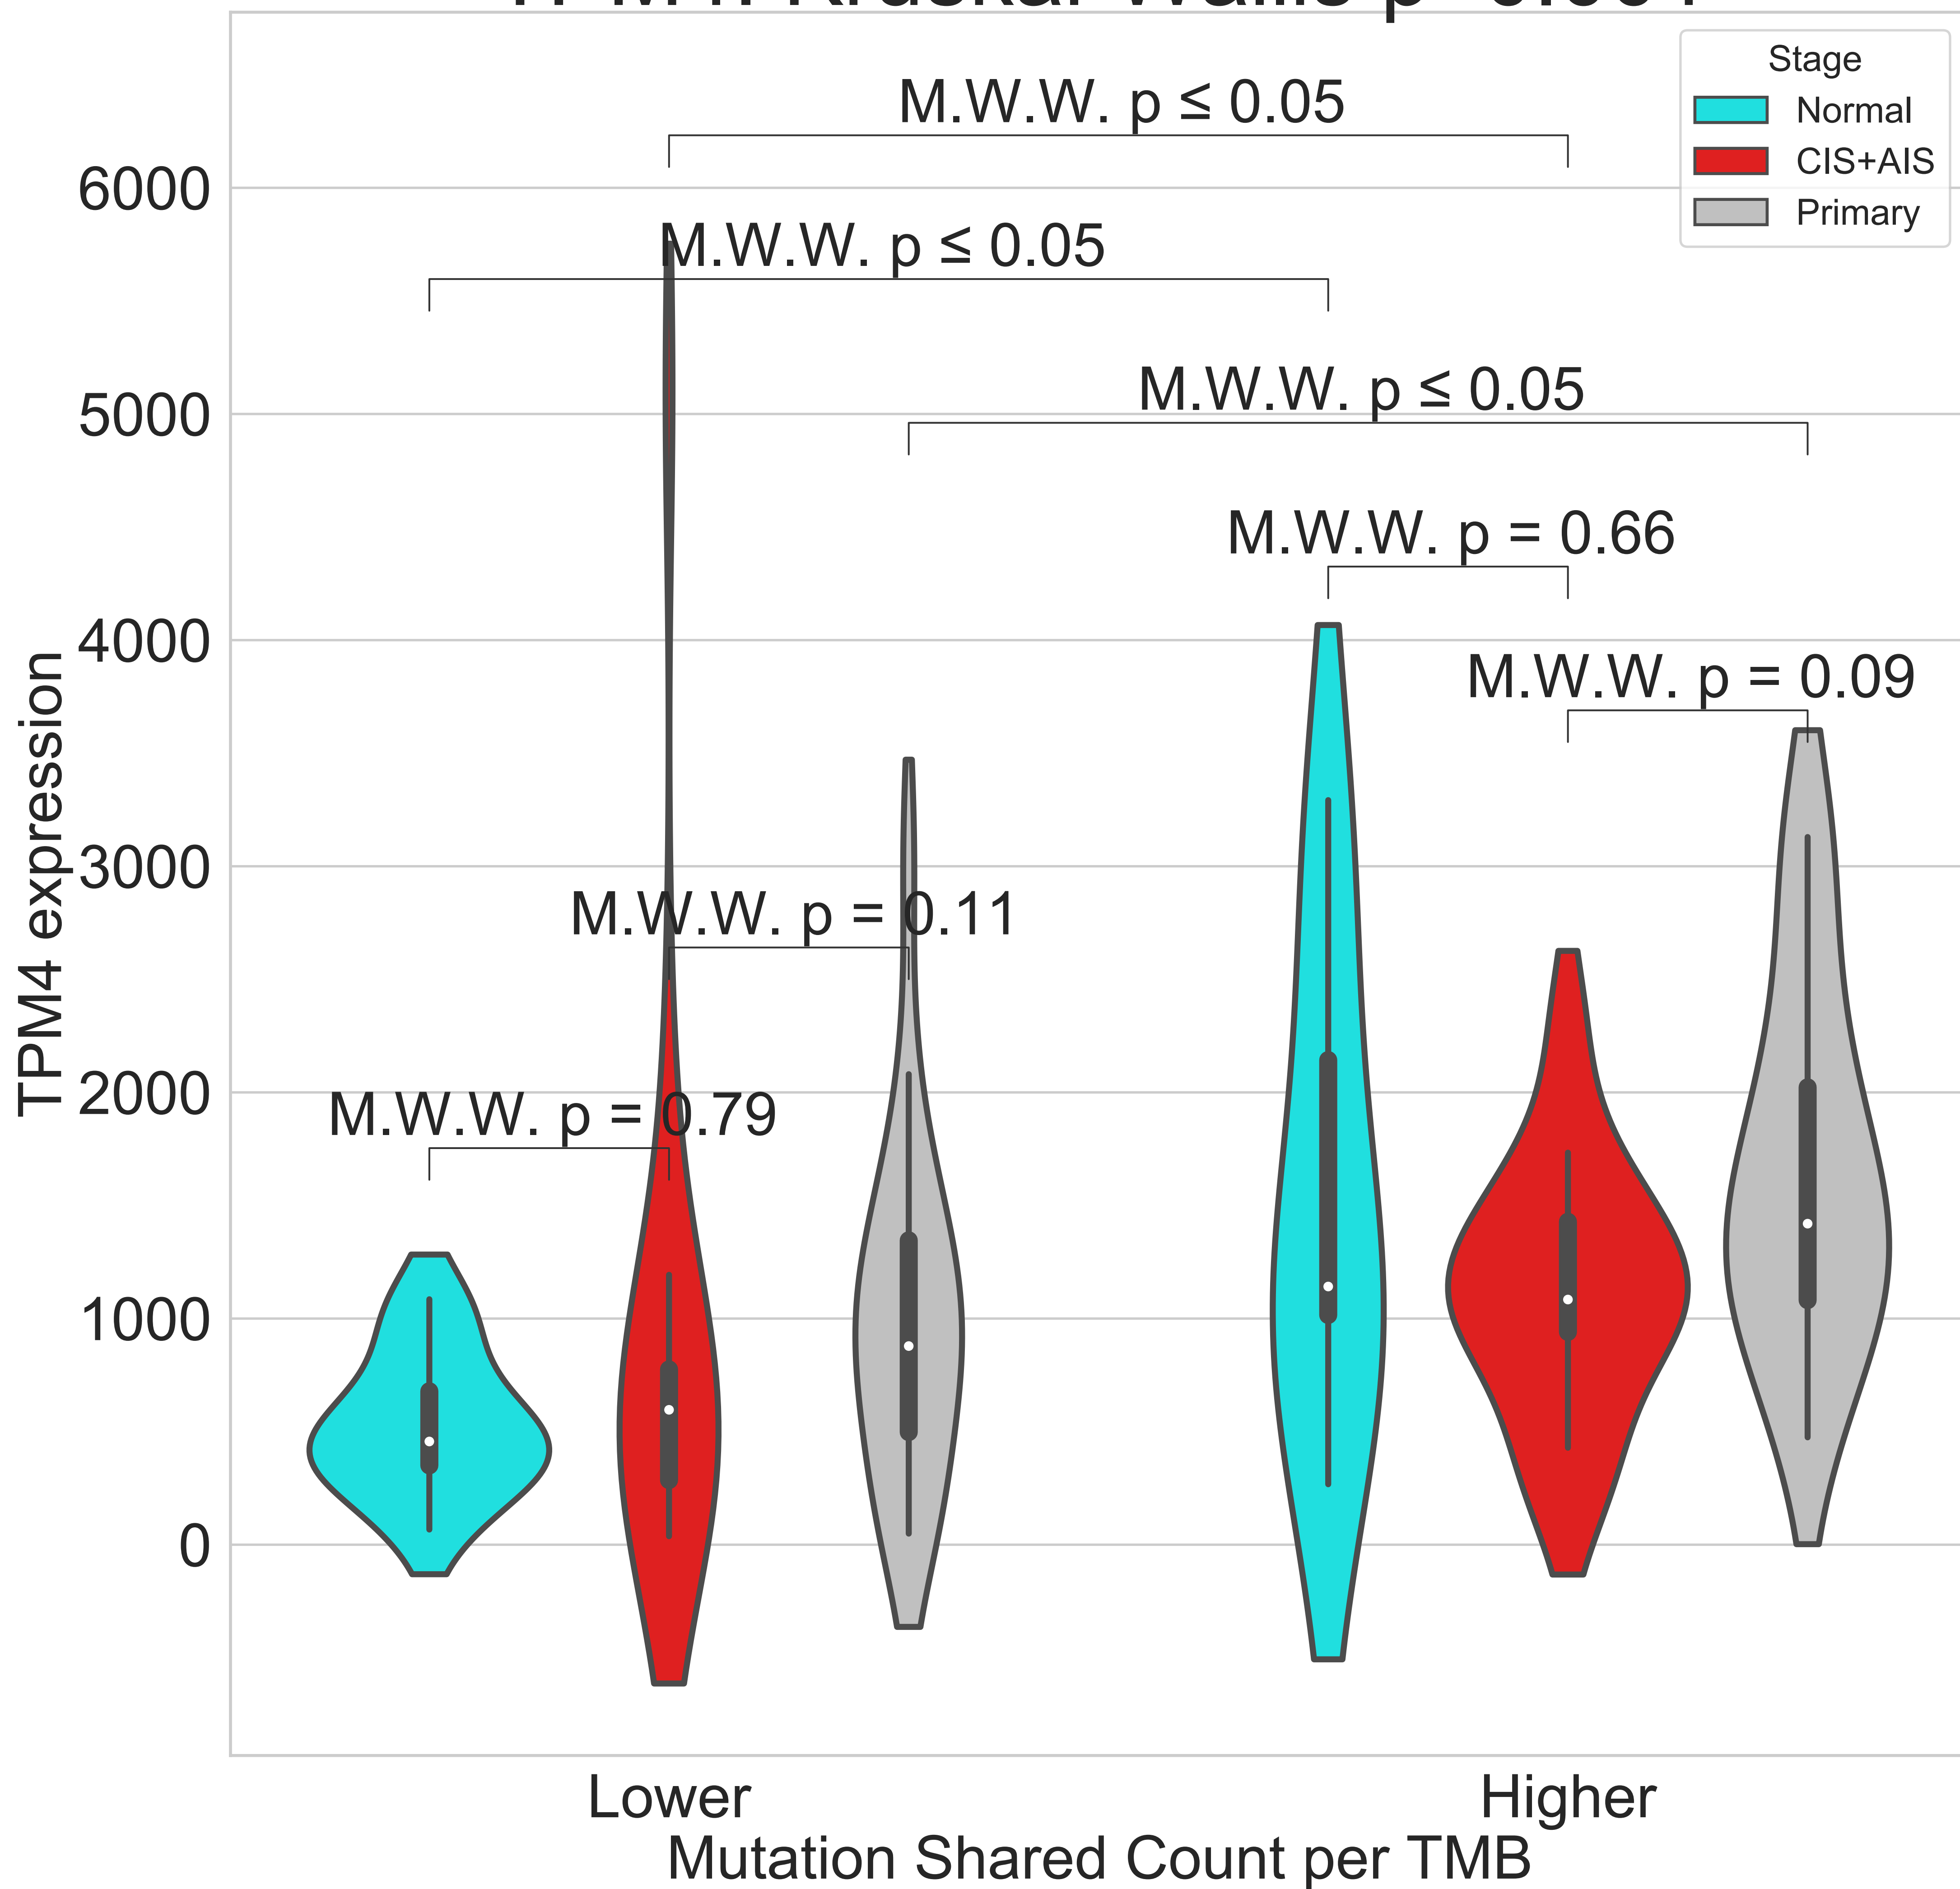 Stage
Normal
CIS+AIS
Primary
M.W.W. p ≤ 0.05
M.W.W. p ≤ 0.05
M.W.W. p ≤ 0.05
M.W.W. p = 0.66
M.W.W. p = 0.09
M.W.W. p = 0.11
M.W.W. p = 0.79
TPM4 expression
6000
5000
4000
3000
2000
1000
0
Lower
Higher
Mutation Shared Count per TMB